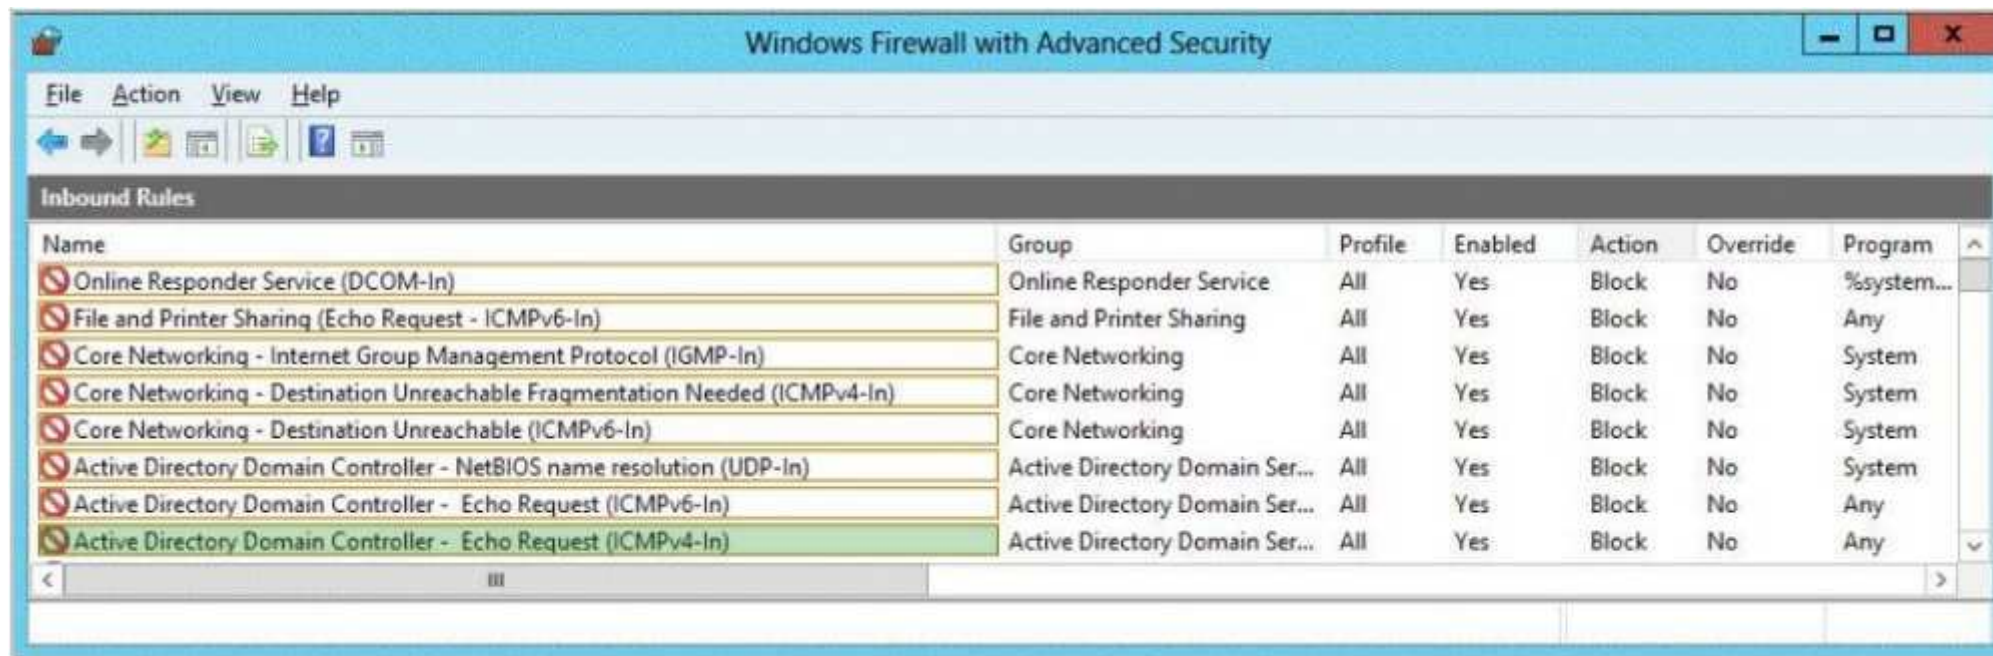 Windows Firewall with Advanced Security
File Action View Help
Inbound Rules
Name Group Profile Enabled Action Override Program
Online Responder Service (DCOM-In) Online Responder Service All Yes Block No %system...
File and Printer Sharing (Echo Request - ICMPv6-In) File and Printer Sharing All Yes Block No Any
Core Networking - Internet Group Management Protocol (IGMP-In) Core Networking All Yes Block No System
Core Networking - Destination Unreachable Fragmentation Needed (ICMPv4-In) Core Networking All Yes Block No System
Core Networking - Destination Unreachable (ICMPv6-In) Core Networking All Yes Block No System
Active Directory Domain Controller - NetBIOS name resolution (UDP-In) Active Directory Domain Ser... All Yes Block No System
Active Directory Domain Controller - Echo Request (ICMPv6-In) Active Directory Domain Ser... All Yes Block No Any
Active Directory Domain Controller - Echo Request (ICMPv4-In) Active Directory Domain Ser... All Yes Block No Any